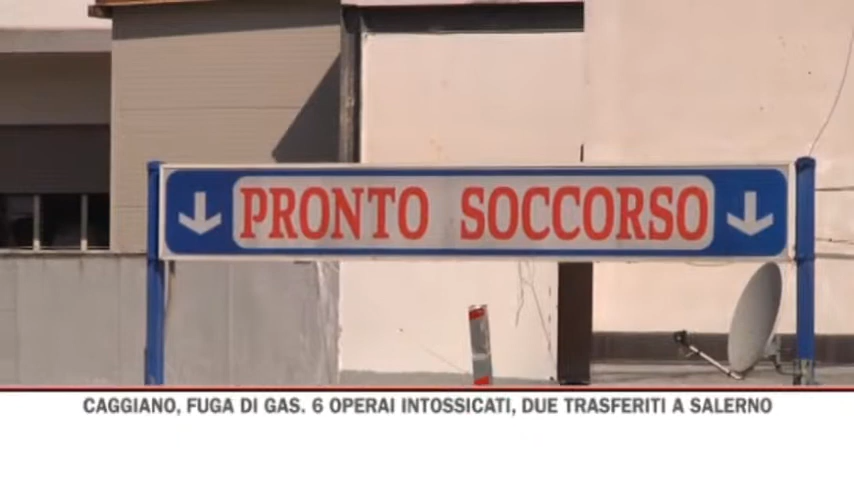 PRONTO SOCCORSO
CAGGIANO, FUGA DI GAS. 6 OPERAI INTOSSICATI, DUE TRASFERITI A SALERNO